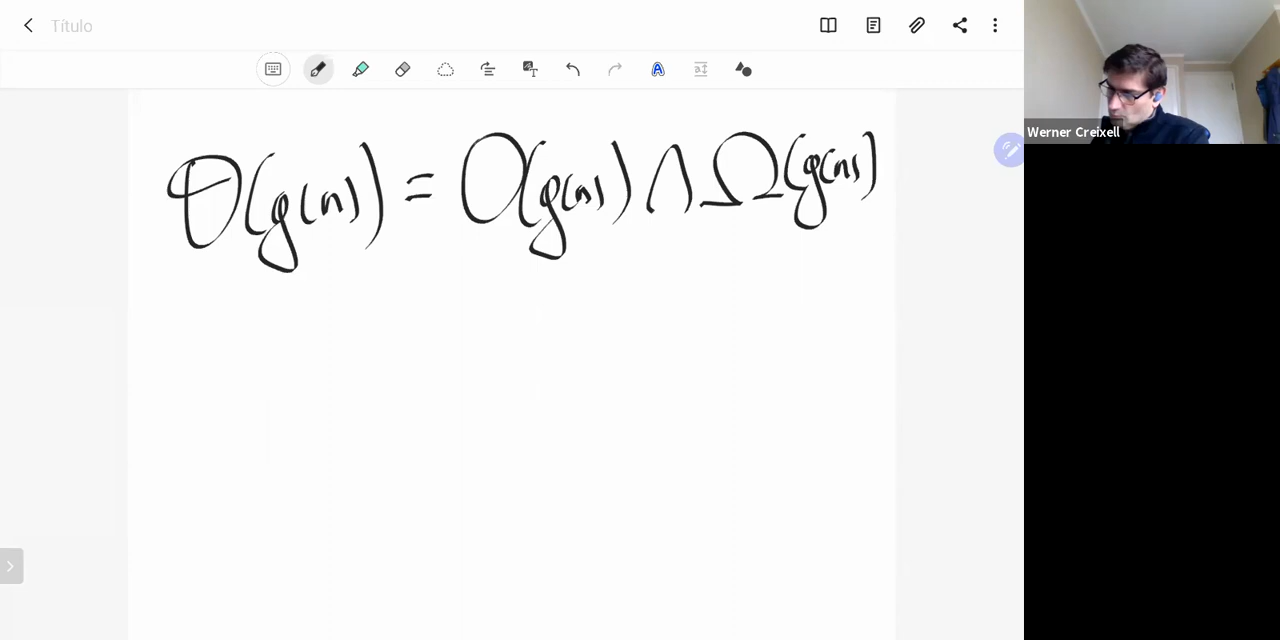 Título
Θ(g(n)) = O(g(n)) ∩ Ω(g(n))
Werner Creixell